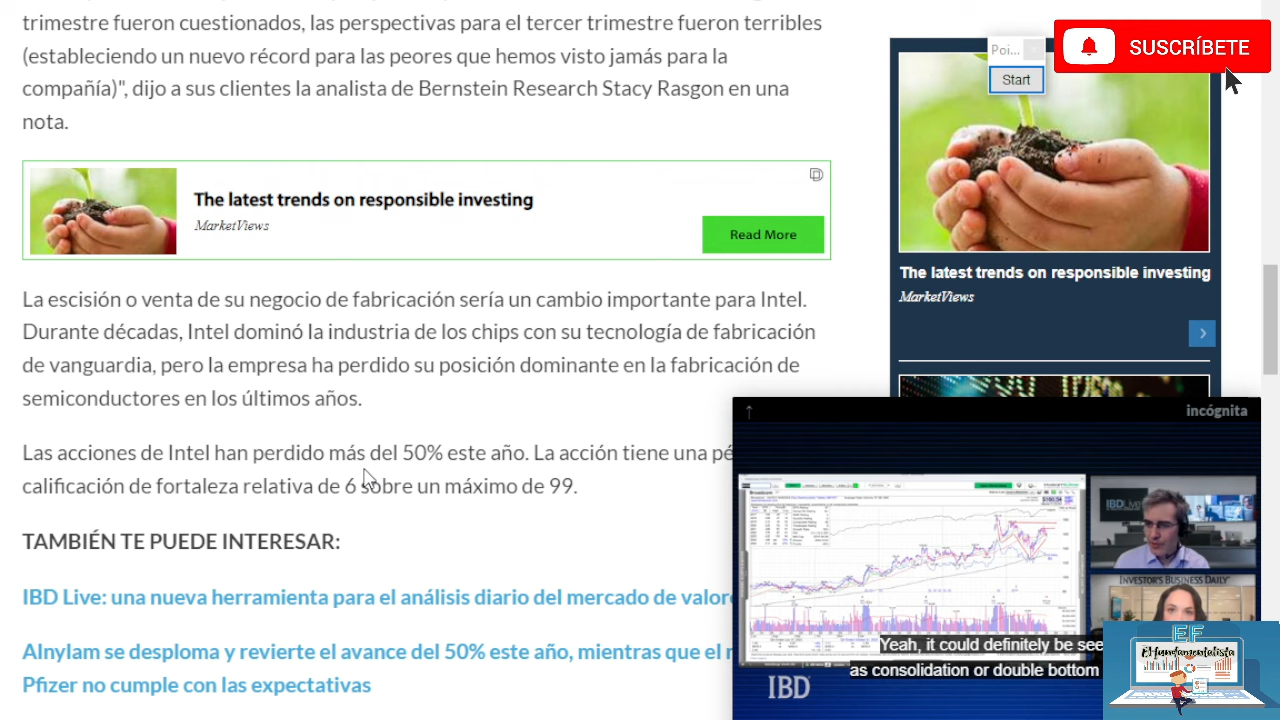 trimestre fueron cuestionados, las perspectivas para el tercer trimestre fueron terribles
(estableciendo un nuevo récord para las peores que hemos visto jamás para la
compañía)", dijo a sus clientes la analista de Bernstein Research Stacy Rasgon en una
nota.
The latest trends on responsible investing
MarketViews
Read More
La escisión o venta de su negocio de fabricación sería un cambio importante para Intel.
Durante décadas, Intel dominó la industria de los chips con su tecnología de fabricación
de vanguardia, pero la empresa ha perdido su posición dominante en la fabricación de
semiconductores en los últimos años.
Las acciones de Intel han perdido más del 50% este año. La acción tiene una pé
calificación de fortaleza relativa de 6 sobre un máximo de 99.
TAMBIÉN TE PUEDE INTERESAR:
IBD Live: una nueva herramienta para el análisis diario del mercado de valore
Alnylam se desploma y revierte el avance del 50% este año, mientras que el r
Pfizer no cumple con las expectativas
Poi...
Start
SUSCRÍBETE
The latest trends on responsible investing
MarketViews
incógnita
IBDLive
INVESTOR'S BUSINESS DAILY
Yeah, it could definitely be see
as consolidation or double bottom
IBD
EF
El fundamentalista